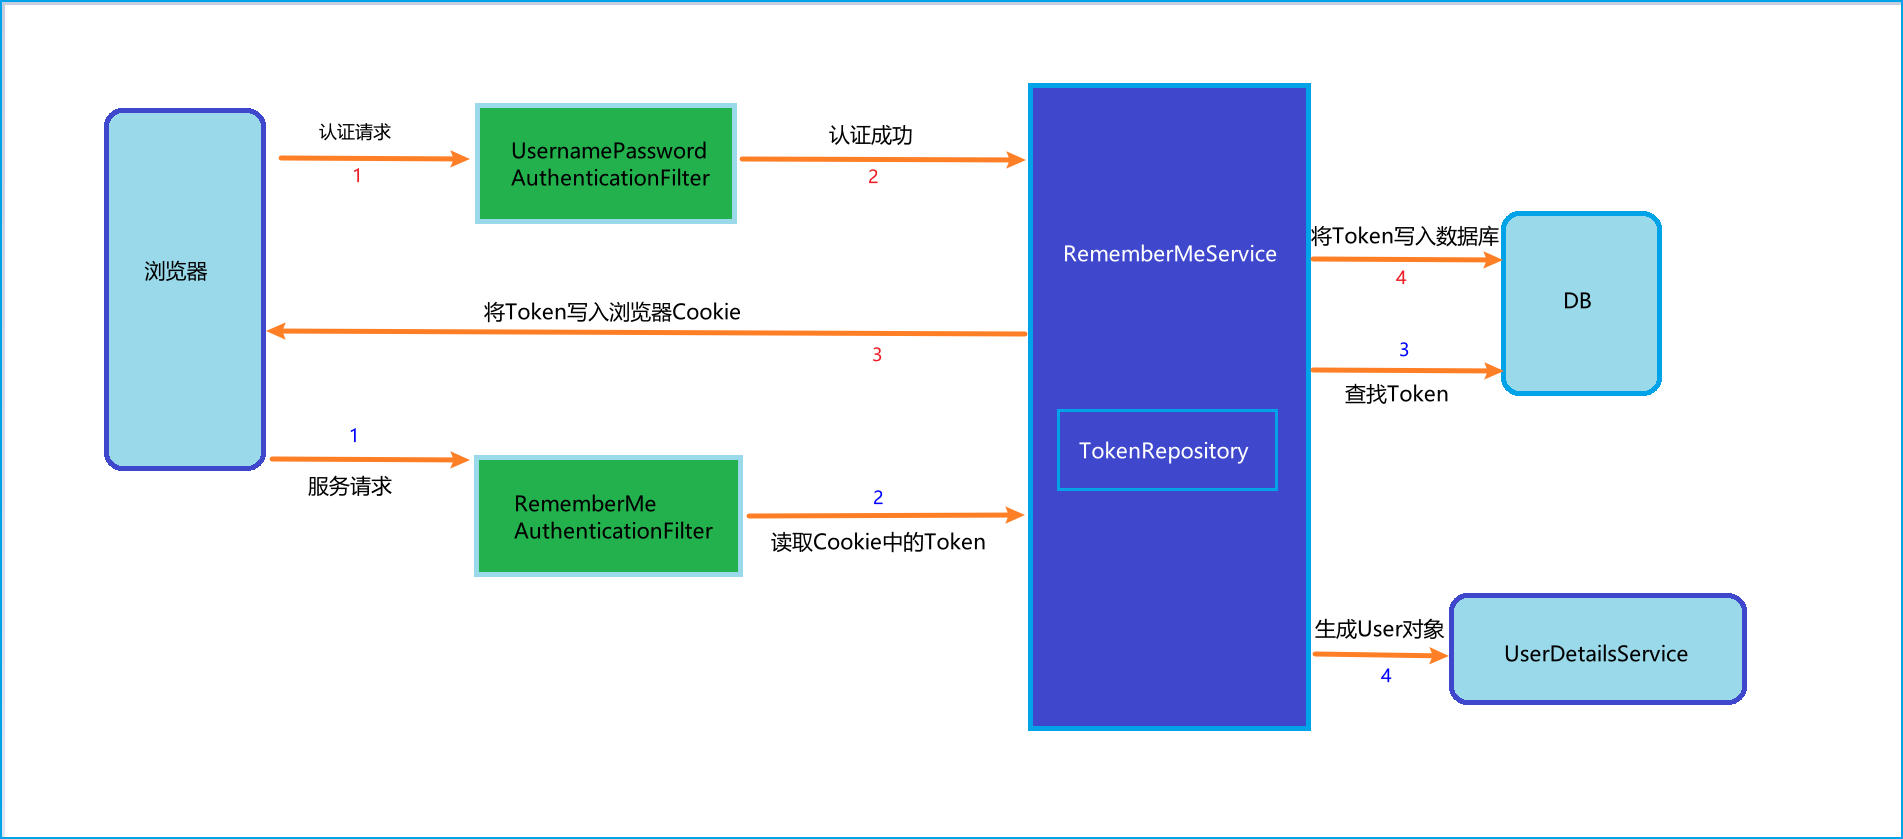 认证请求
1
UsernamePassword
AuthenticationFilter
认证成功
2
浏览器
RememberMeService
将Token写入数据库
4
DB
将Token写入浏览器Cookie
3
3
查找Token
1
服务请求
TokenRepository
RememberMe
AuthenticationFilter
2
读取Cookie中的Token
生成User对象
4
UserDetailsService